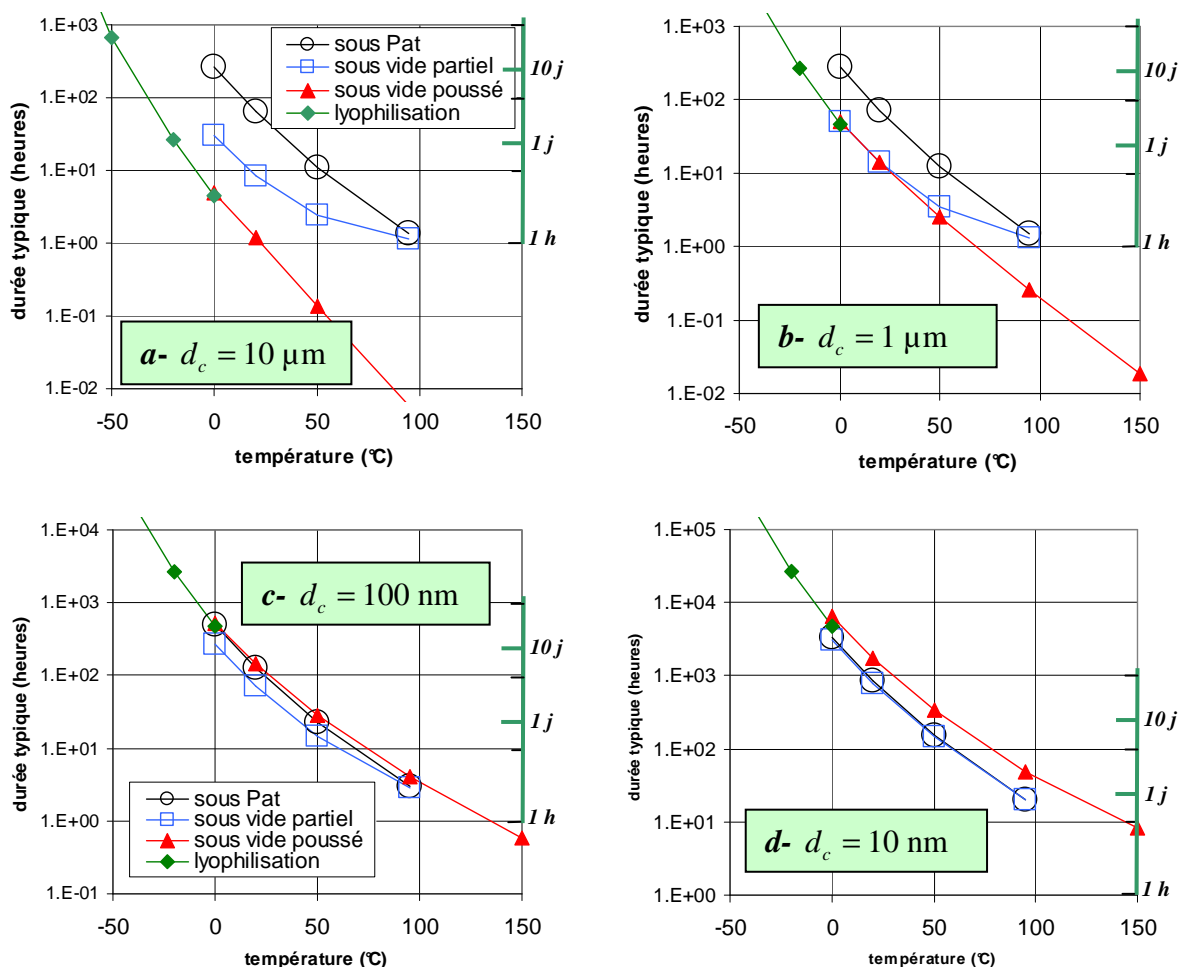 1.E+03
1.E+02
1.E+01
1.E+00
1.E-01
1.E-02
durée typique (heures)
-50 0 50 100 150
température (°C)
sous Pat
sous vide partiel
sous vide poussé
lyophilisation
10 j
1 j
1 h
a- d_c = 10 µm
1.E+03
1.E+02
1.E+01
1.E+00
1.E-01
1.E-02
durée typique (heures)
-50 0 50 100 150
température (°C)
10 j
1 j
1 h
b- d_c = 1 µm
1.E+04
1.E+03
1.E+02
1.E+01
1.E+00
1.E-01
durée typique (heures)
-50 0 50 100 150
température (°C)
c- d_c = 100 nm
sous Pat
sous vide partiel
sous vide poussé
lyophilisation
10 j
1 j
1 h
1.E+05
1.E+04
1.E+03
1.E+02
1.E+01
1.E+00
durée typique (heures)
-50 0 50 100 150
température (°C)
10 j
1 j
1 h
d- d_c = 10 nm